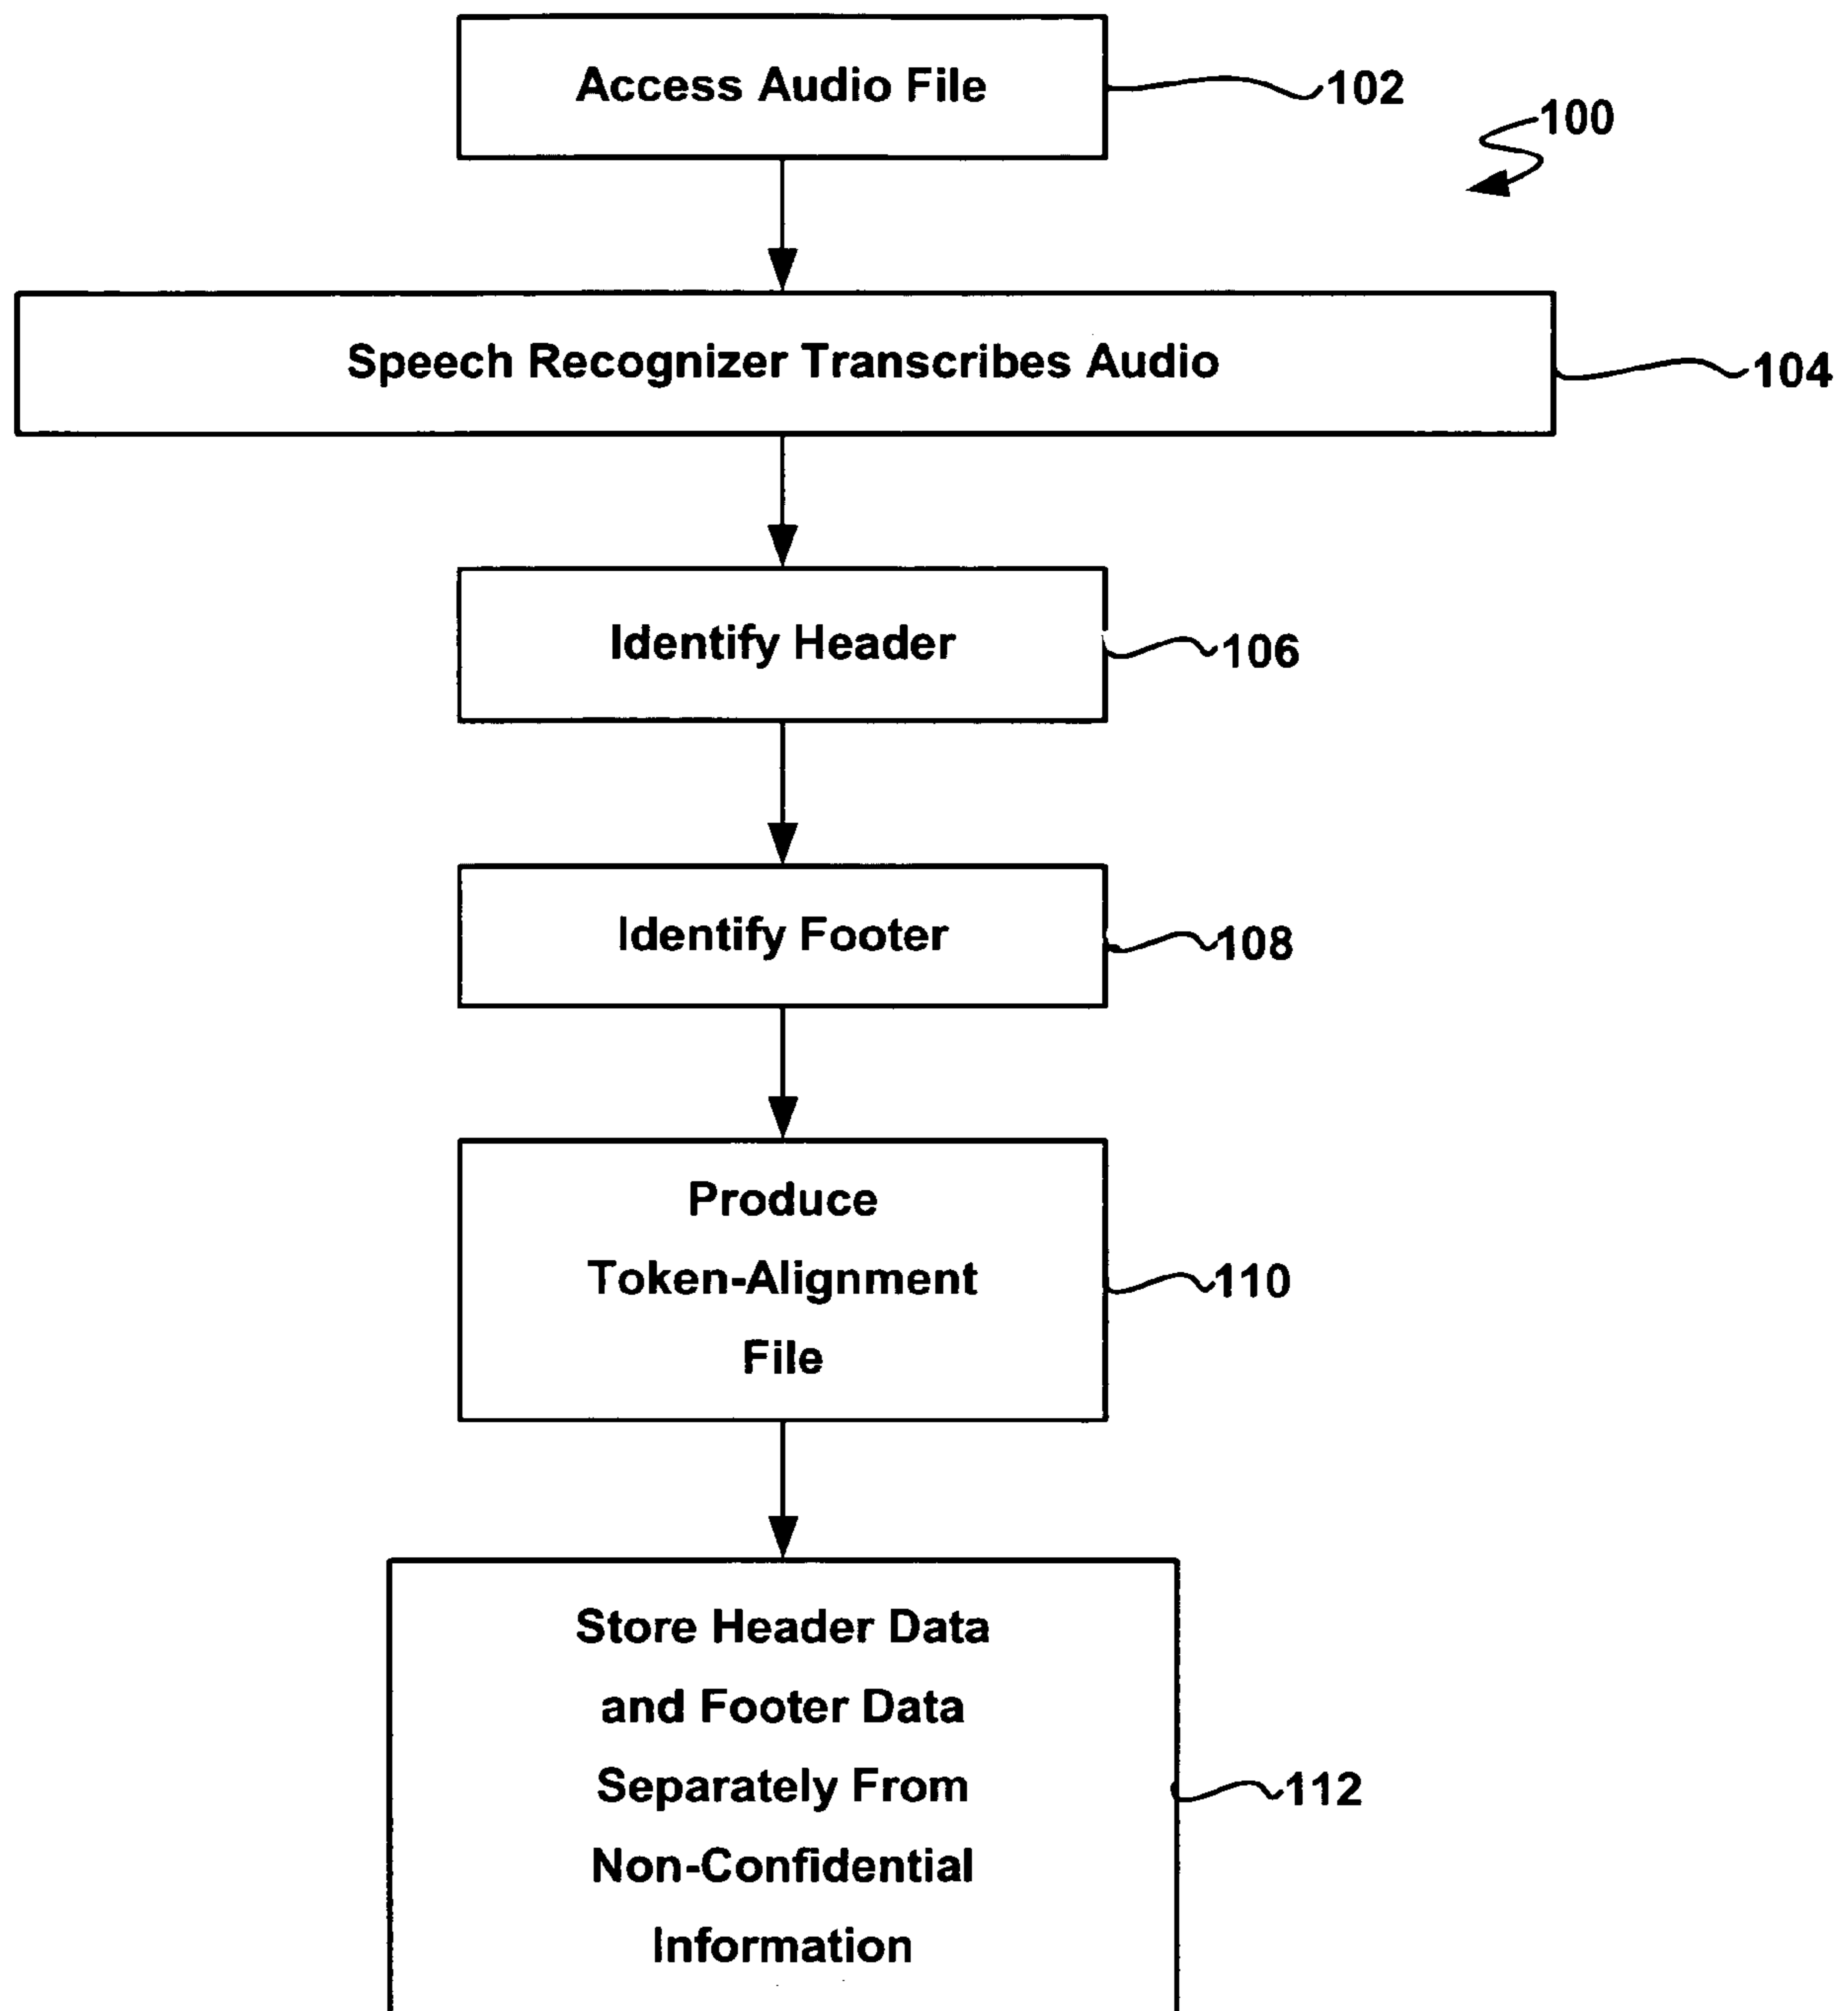 Access Audio File
102
100
Speech Recognizer Transcribes Audio
104
Identify Header
106
Identify Footer
108
Produce
Token-Alignment
File
110
Store Header Data
and Footer Data
Separately From
Non-Confidential
Information
112